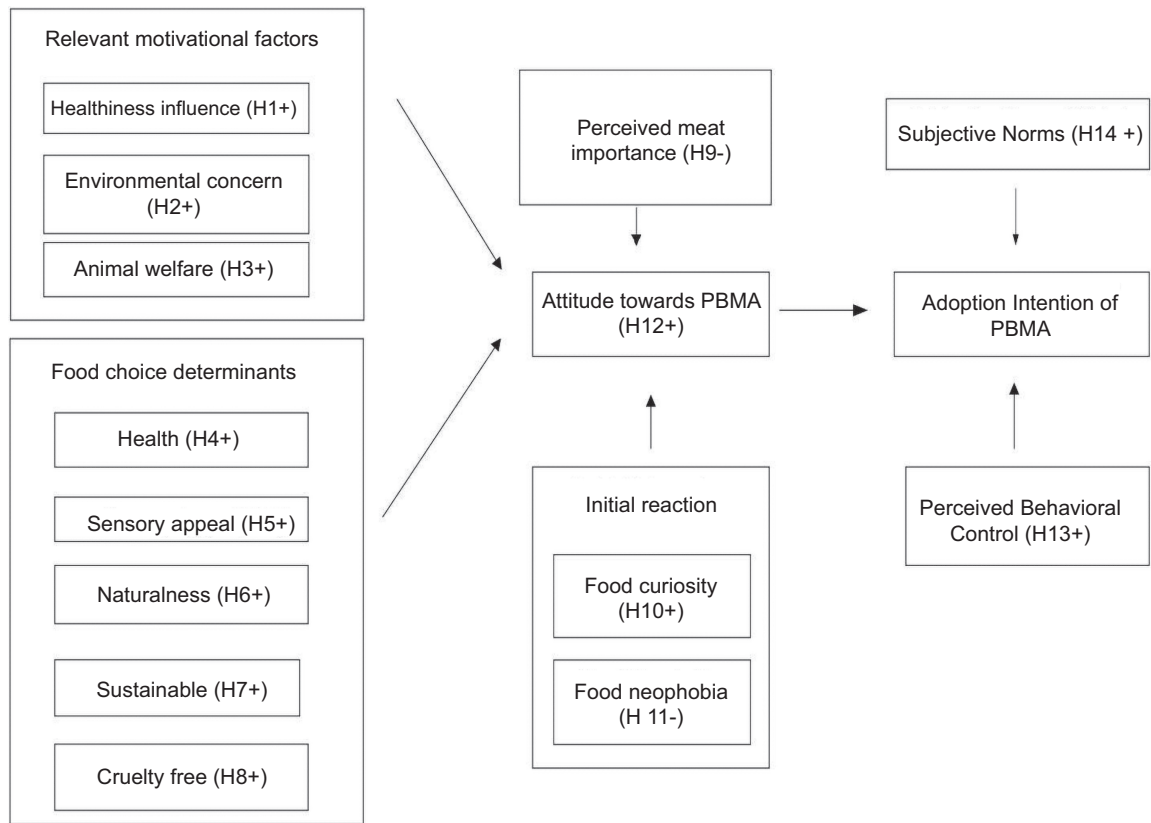 Relevant motivational factors
Healthiness influence (H1+)
Environmental concern
(H2+)
Animal welfare (H3+)
Food choice determinants
Health (H4+)
Sensory appeal (H5+)
Naturalness (H6+)
Sustainable (H7+)
Cruelty free (H8+)
Perceived meat
importance (H9-)
Attitude towards PBMA
(H12+)
Initial reaction
Food curiosity
(H10+)
Food neophobia
(H 11-)
Subjective Norms (H14 +)
Adoption Intention of
PBMA
Perceived Behavioral
Control (H13+)